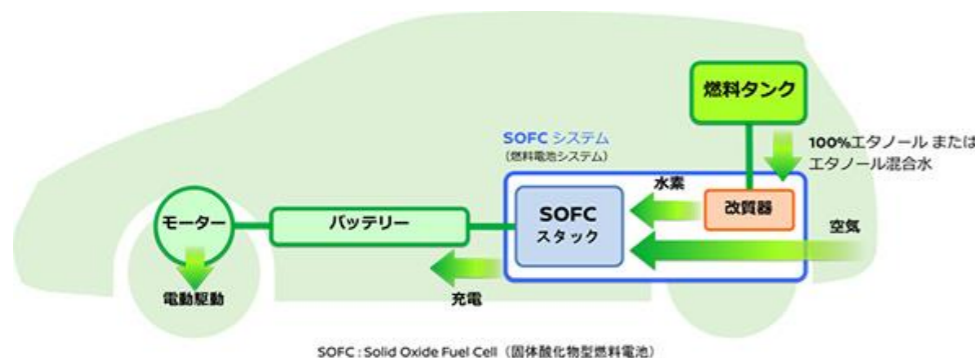 燃料タンク
SOFC システム
(燃料電池システム)
100%エタノール または
エタノール混合水
水素
改質器
SOFC
スタック
空気
モーター
バッテリー
電動駆動
充電
SOFC : Solid Oxide Fuel Cell (固体酸化物型燃料電池)